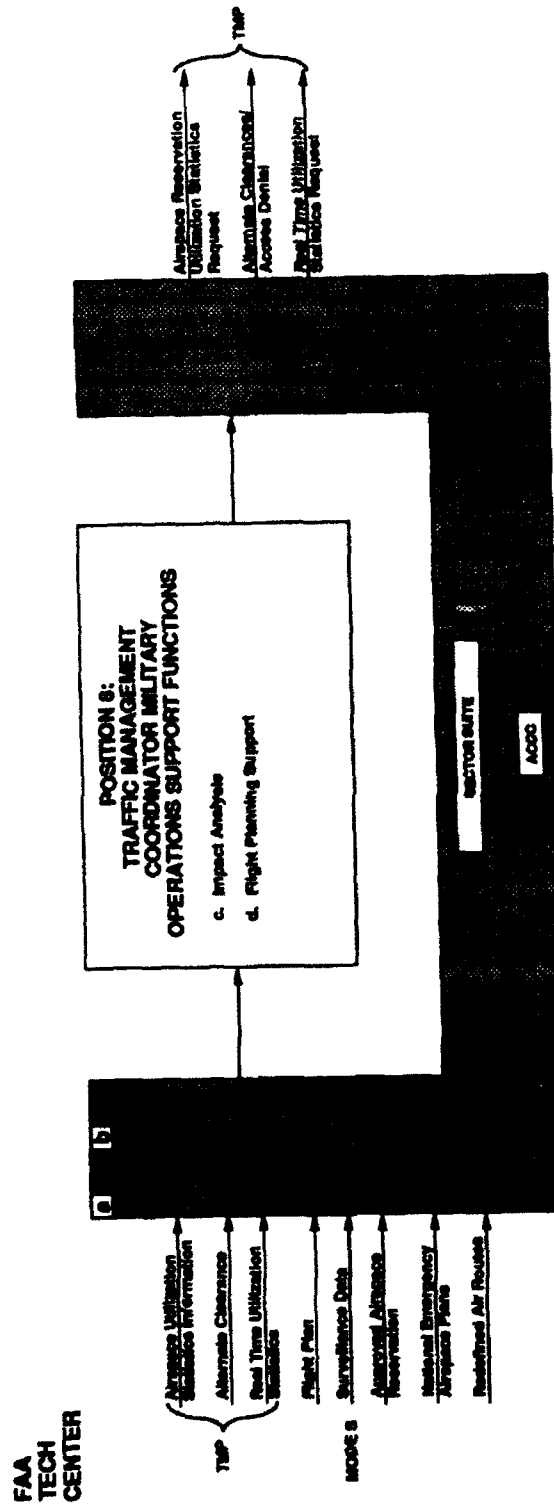 FAA
TECH
CENTER
a
b
Airspace Utilization
Statistics Information
Alternate Clearance
Real Time Utilization
Statistics
TMP
Flight Plan
MODE S
Surveillance Data
Approved Airspace
Reservation
National Emergency
Airspace Plans
Redefined Air Routes
POSITION 8:
TRAFFIC MANAGEMENT
COORDINATOR MILITARY
OPERATIONS SUPPORT FUNCTIONS
c. Impact Analysis
d. Flight Planning Support
SECTOR SUITE
ACCC
Airspace Reservation
Utilization Statistics
Request
Alternate Clearances/
Access Denial
Real Time Utilization
Statistics Request
TMP